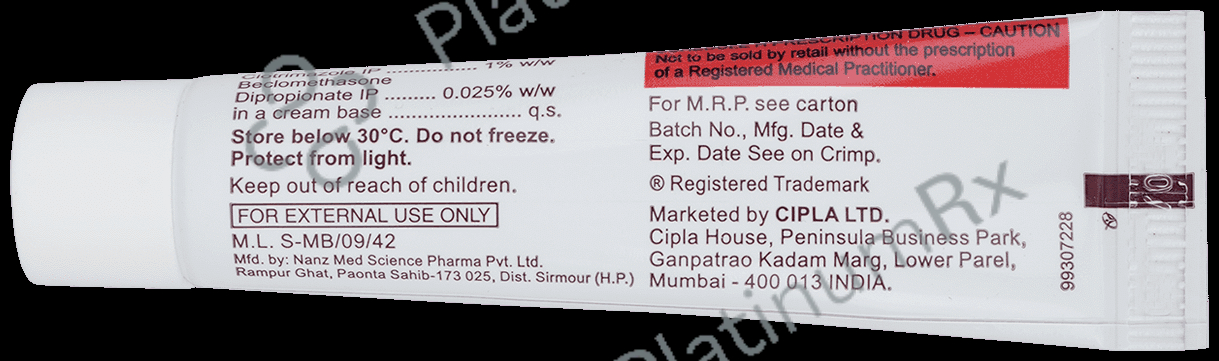 Clotrimazole IP ............... 1% w/w
Beclomethasone
Dipropionate IP ......... 0.025% w/w
in a cream base ....................... q.s.
Store below 30°C. Do not freeze.
Protect from light.
Keep out of reach of children.
FOR EXTERNAL USE ONLY
M.L. S-MB/09/42
Mfd. by: Nanz Med Science Pharma Pvt. Ltd.
Rampur Ghat, Paonta Sahib-173 025, Dist. Sirmour (H.P.)
PRESCRIPTION DRUG – CAUTION
Not to be sold by retail without the prescription
of a Registered Medical Practitioner.
For M.R.P. see carton
Batch No., Mfg. Date &
Exp. Date See on Crimp.
® Registered Trademark
Marketed by CIPLA LTD.
Cipla House, Peninsula Business Park,
Ganpatrao Kadam Marg, Lower Parel,
Mumbai - 400 013 INDIA.
99307228
Rx
PlatinumRx
Pharma